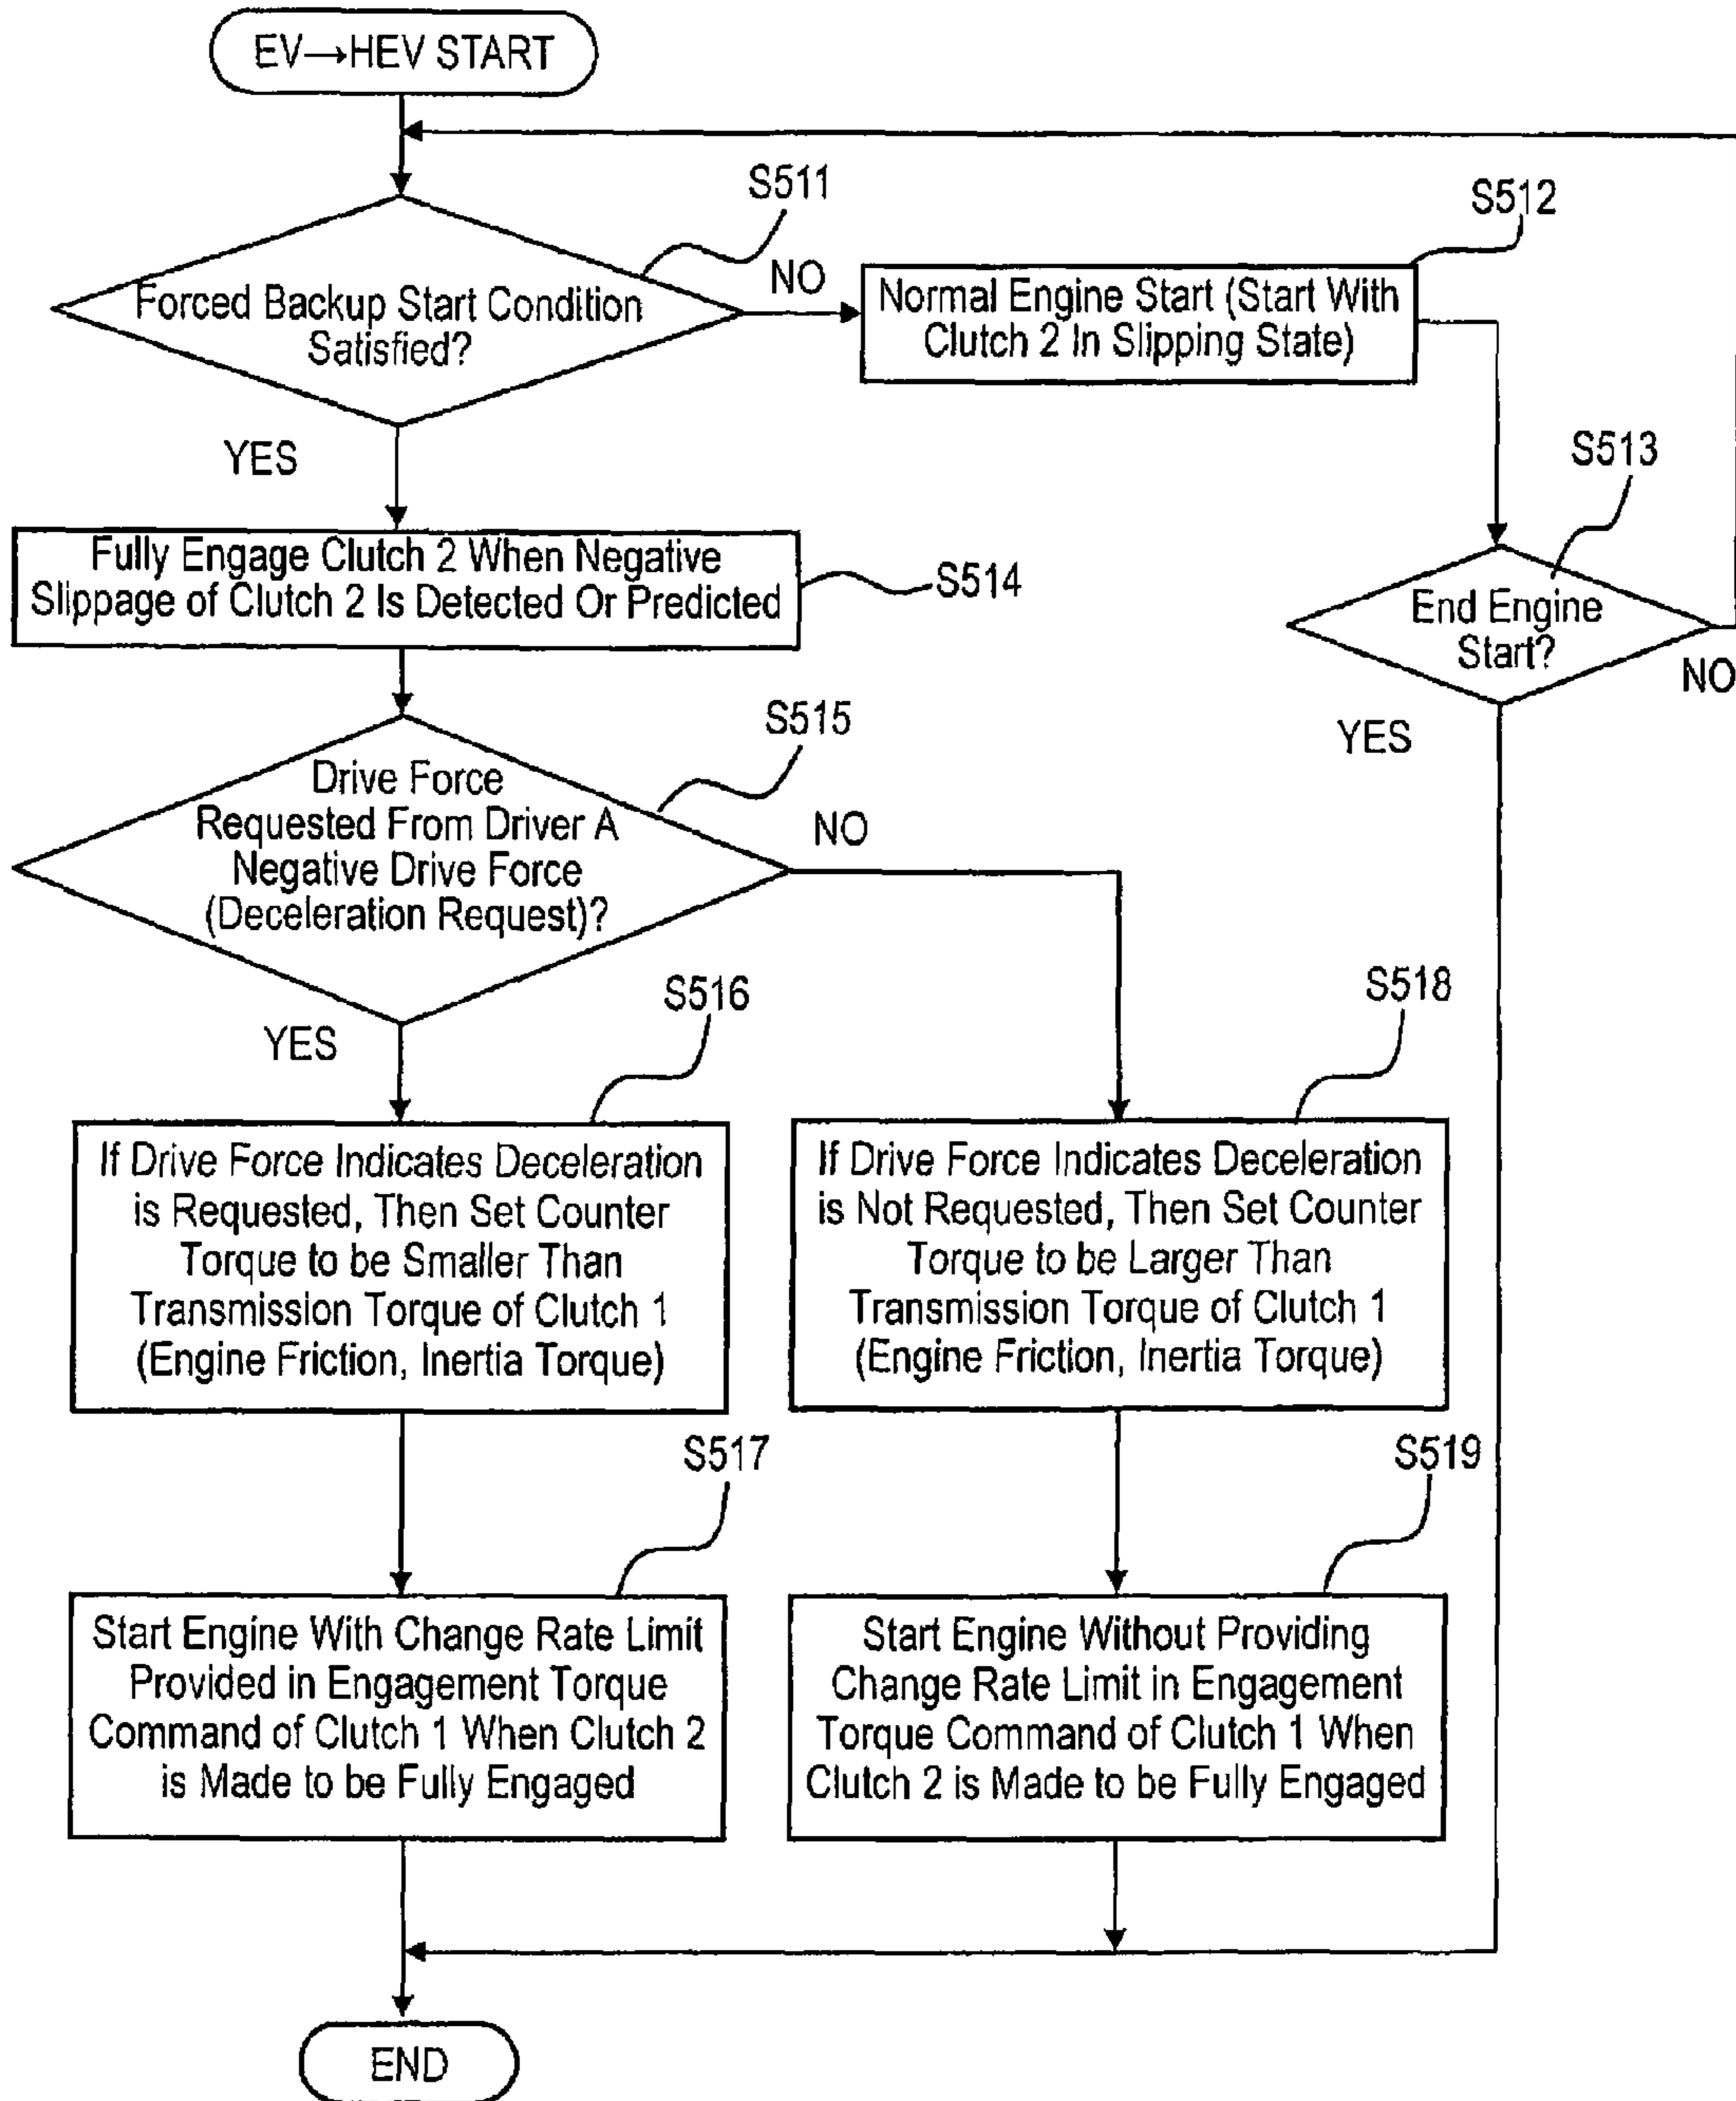 EV→HEV START
S511
Forced Backup Start Condition
Satisfied?
NO
S512
Normal Engine Start (Start With
Clutch 2 In Slipping State)
YES
S513
End Engine
Start?
NO
YES
Fully Engage Clutch 2 When Negative
Slippage of Clutch 2 Is Detected Or Predicted
S514
S515
Drive Force
Requested From Driver A
Negative Drive Force
(Deceleration Request)?
NO
YES
S516
If Drive Force Indicates Deceleration
is Requested, Then Set Counter
Torque to be Smaller Than
Transmission Torque of Clutch 1
(Engine Friction, Inertia Torque)
S518
If Drive Force Indicates Deceleration
is Not Requested, Then Set Counter
Torque to be Larger Than
Transmission Torque of Clutch 1
(Engine Friction, Inertia Torque)
S517
Start Engine With Change Rate Limit
Provided in Engagement Torque
Command of Clutch 1 When Clutch 2
is Made to be Fully Engaged
S519
Start Engine Without Providing
Change Rate Limit in Engagement
Torque Command of Clutch 1 When
Clutch 2 is Made to be Fully Engaged
END